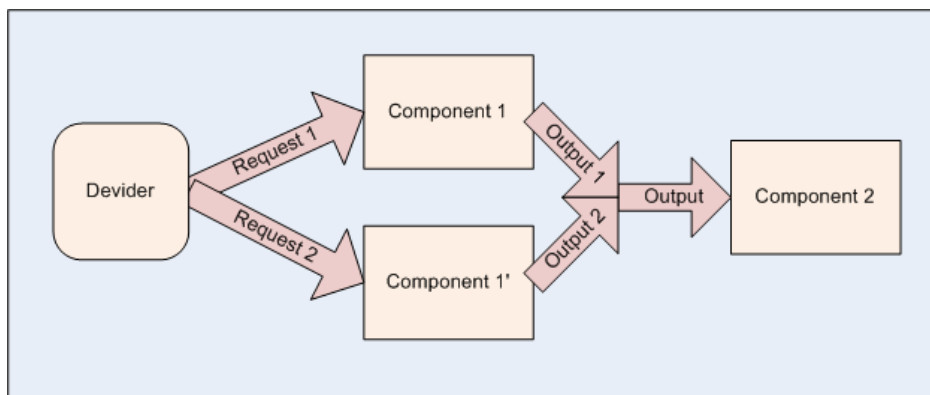 Devider
Request 1
Request 2
Component 1
Component 1'
Output 1
Output 2
Output
Component 2